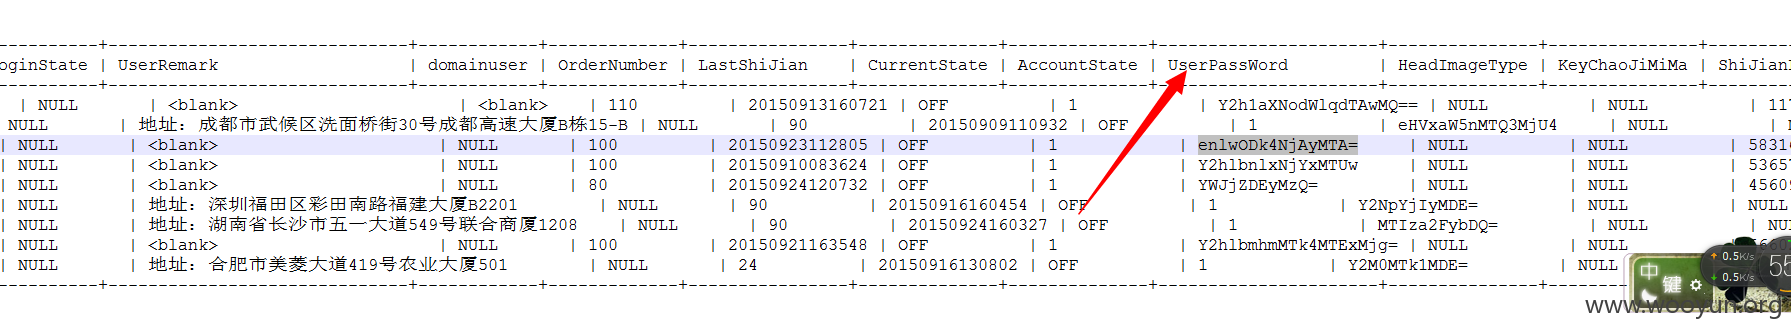 oginState | UserRemark | domainuser | OrderNumber | LastShiJian | CurrentState | AccountState | UserPassWord | HeadImageType | KeyChaoJiMiMa | ShiJian
| NULL | <blank> | <blank> | 110 | 20150913160721 | OFF | 1 | Y2h1aXNodWlqdTAwMQ== | NULL | NULL | 117
NULL | 地址：成都市武候区洗面桥街30号成都高速大厦B栋15-B | NULL | 90 | 20150909110932 | OFF | 1 | eHVxaW5nMTQ3MjU4 | NULL
| NULL | <blank> | NULL | 100 | 20150923112805 | OFF | 1 | enlwODk4NjAyMTA= | NULL | NULL | 5831
| NULL | <blank> | NULL | 100 | 20150910083624 | OFF | 1 | Y2hlbnlxNjYxMTUw | NULL | NULL | 5365
| NULL | <blank> | NULL | 80 | 20150924120732 | OFF | 1 | YWJjZDEyMzQ= | NULL | NULL | 4560
| NULL | 地址：深圳福田区彩田南路福建大厦B2201 | NULL | 90 | 20150916160454 | OFF | 1 | Y2NpYjIyMDE= | NULL | NULL
| NULL | 地址：湖南省长沙市五一大道549号联合商厦1208 | NULL | 90 | 20150924160327 | OFF | 1 | MTIza2FybDQ= | NULL | NULL
| NULL | <blank> | NULL | 100 | 20150921163548 | OFF | 1 | Y2hlbmhmMTk4MTExMjg= | NULL | NULL
| NULL | 地址：合肥市美菱大道419号农业大厦501 | NULL | 24 | 20150916130802 | OFF | 1 | Y2M0MTk1MDE= | NULL | NULL
中 键
0.5K/s
0.5K/s
55
www.wooyun.org